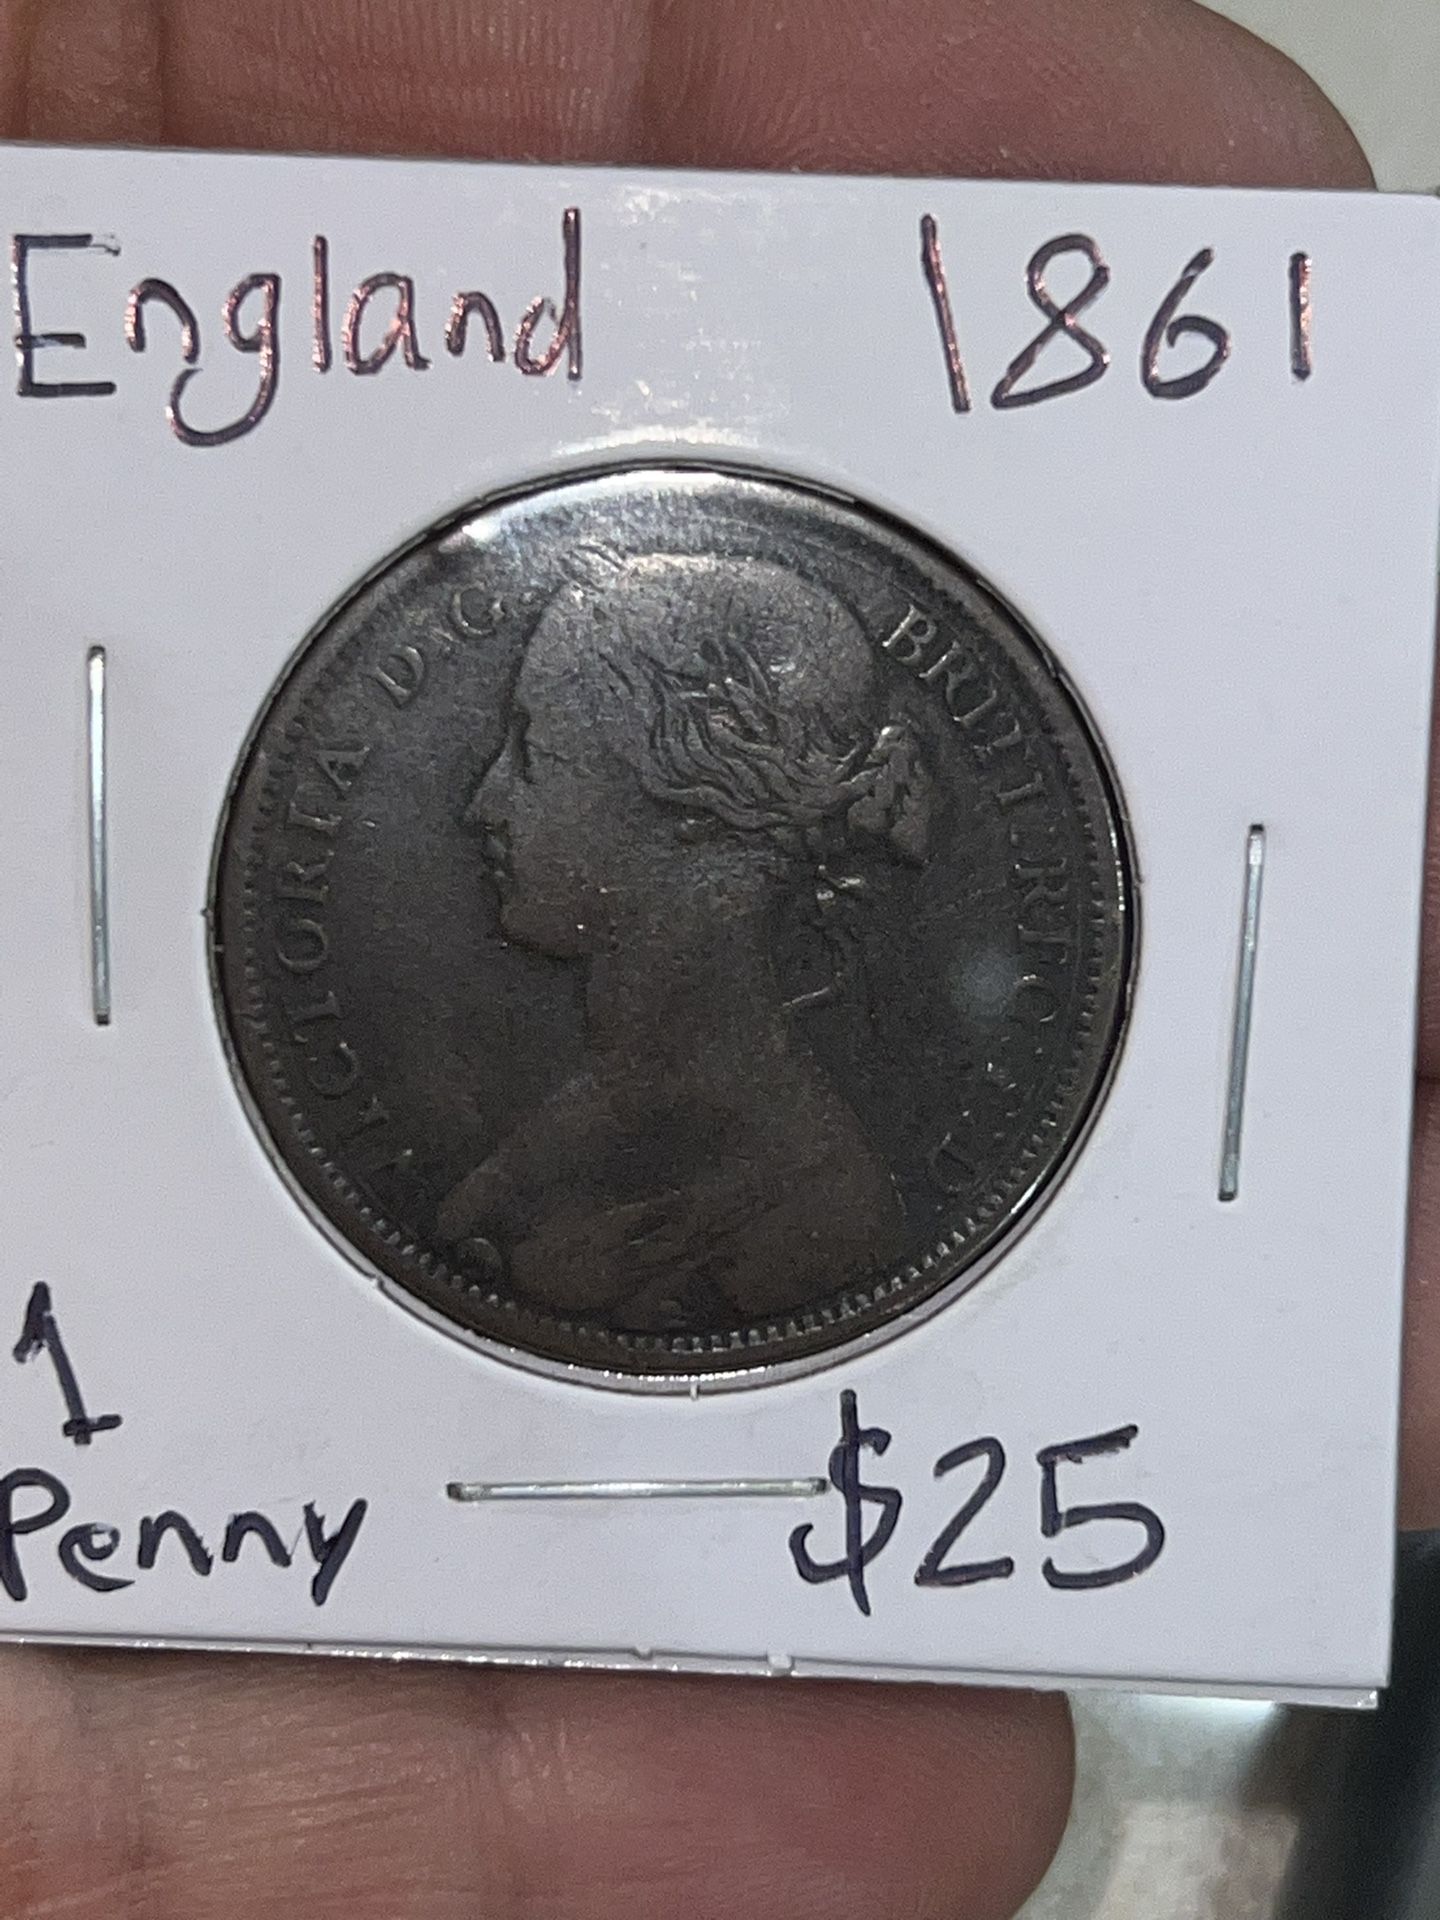 England 1861
VICTORIA D.G. BRITT.REG.F.D.
1
Penny
$25